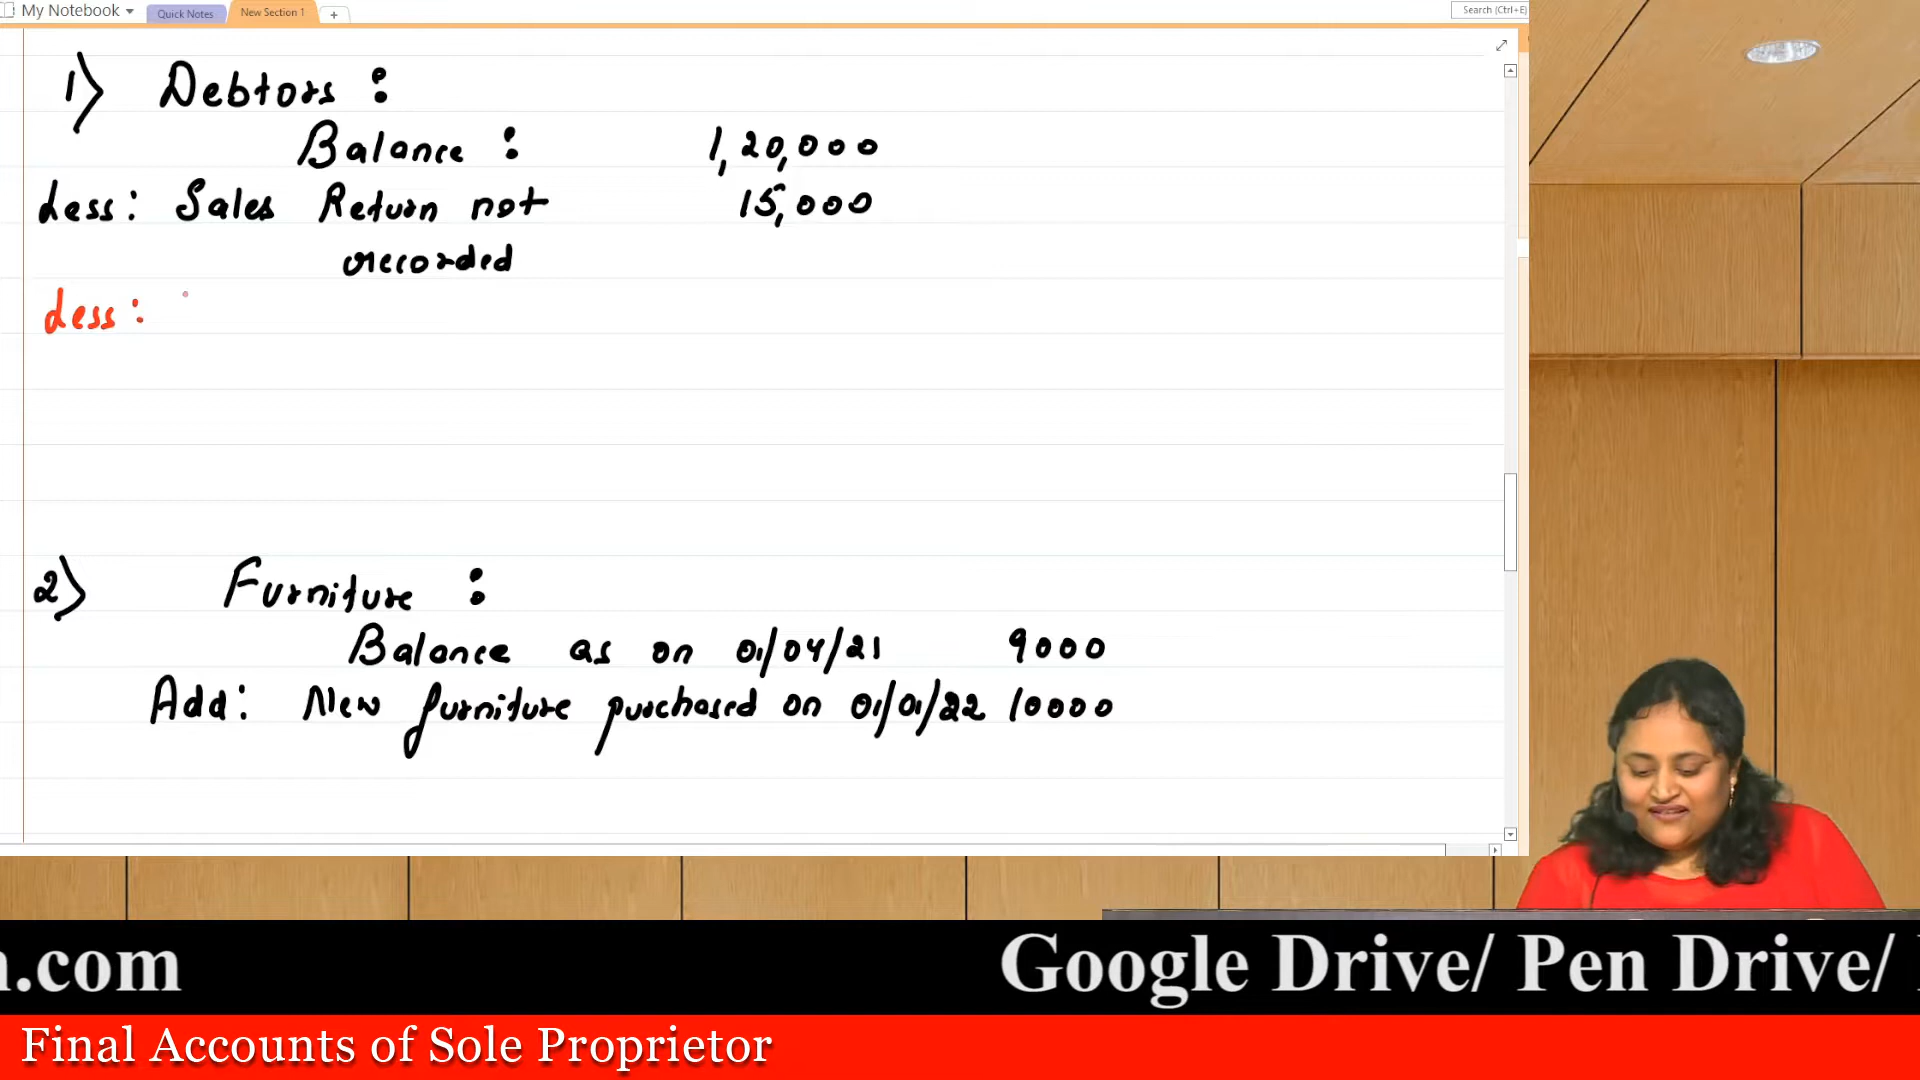 My Notebook
Quick Notes
New Section 1
+
Search (Ctrl+E)
1) Debtors :
Balance : 1,20,000
Less: Sales Return not 15,000
recorded
Less:
2) Furniture :
Balance as on 01/04/21 9000
Add: New furniture purchased on 01/01/22 10000
.com
Google Drive/ Pen Drive/
Final Accounts of Sole Proprietor